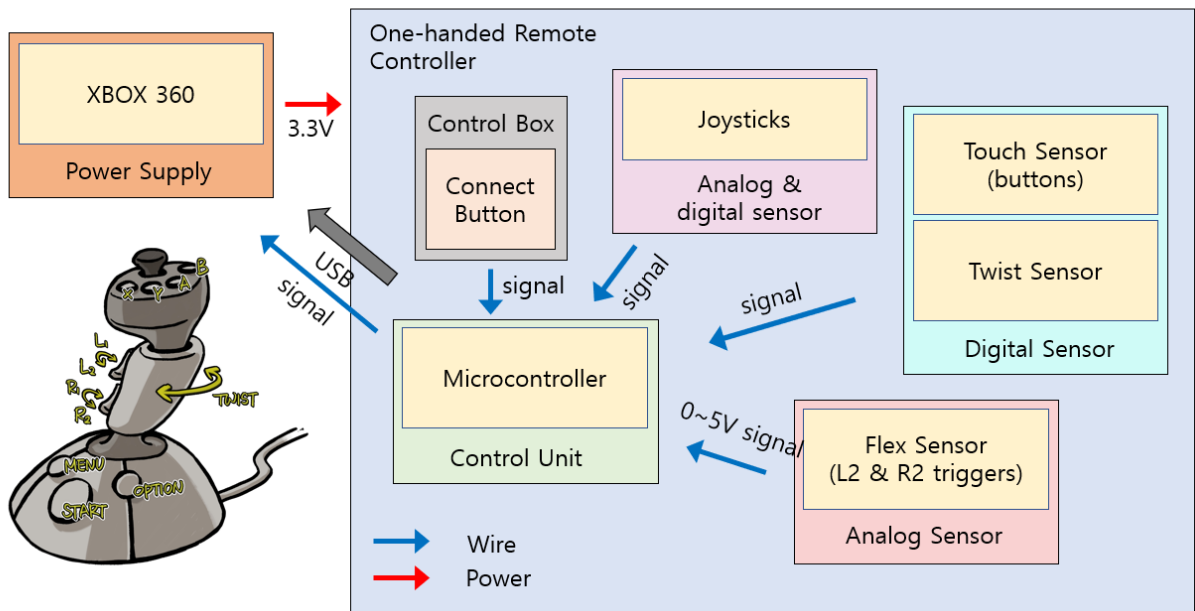 One-handed Remote
Controller
XBOX 360
Power Supply
3.3V
Control Box
Connect
Button
Joysticks
Analog &
digital sensor
Touch Sensor
(buttons)
Twist Sensor
Digital Sensor
USB
signal
signal
signal
signal
Microcontroller
Control Unit
0~5V signal
Flex Sensor
(L2 & R2 triggers)
Analog Sensor
Wire
Power
X
Y
A
B
L1
L2
R1
R2
TWIST
MENU
OPTION
START